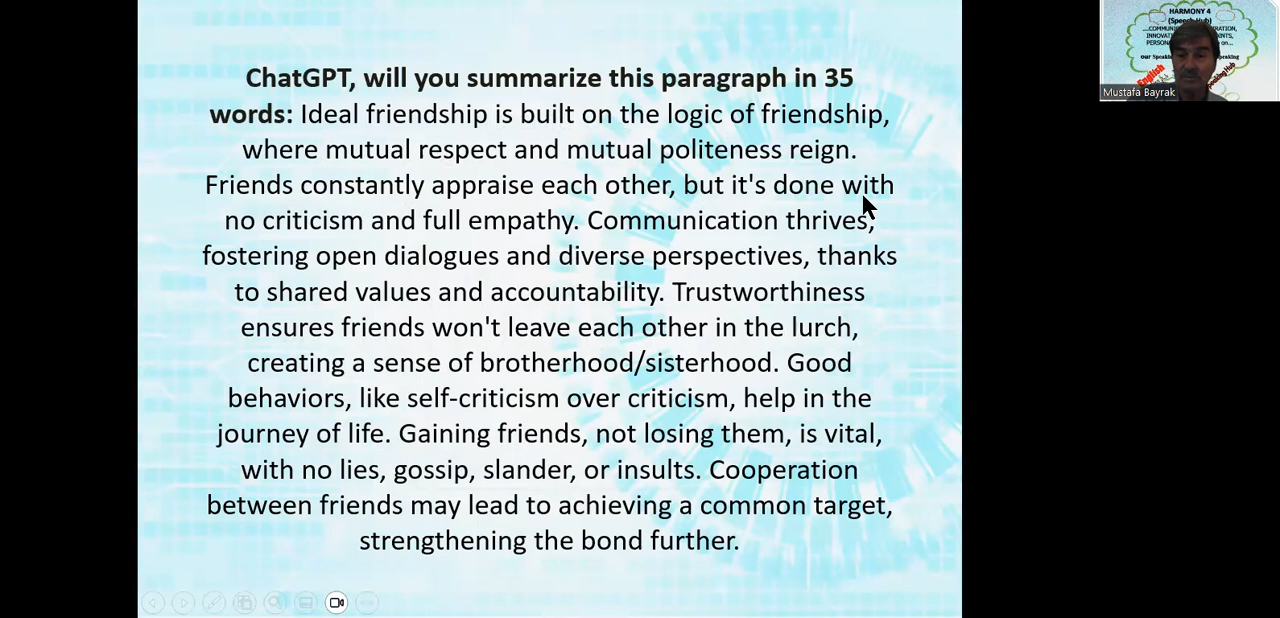 ChatGPT, will you summarize this paragraph in 35
words: Ideal friendship is built on the logic of friendship,
where mutual respect and mutual politeness reign.
Friends constantly appraise each other, but it's done with
no criticism and full empathy. Communication thrives,
fostering open dialogues and diverse perspectives, thanks
to shared values and accountability. Trustworthiness
ensures friends won't leave each other in the lurch,
creating a sense of brotherhood/sisterhood. Good
behaviors, like self-criticism over criticism, help in the
journey of life. Gaining friends, not losing them, is vital,
with no lies, gossip, slander, or insults. Cooperation
between friends may lead to achieving a common target,
strengthening the bond further.
HARMONY 4
(Speech Hub)
English
Mustafa Bayrak